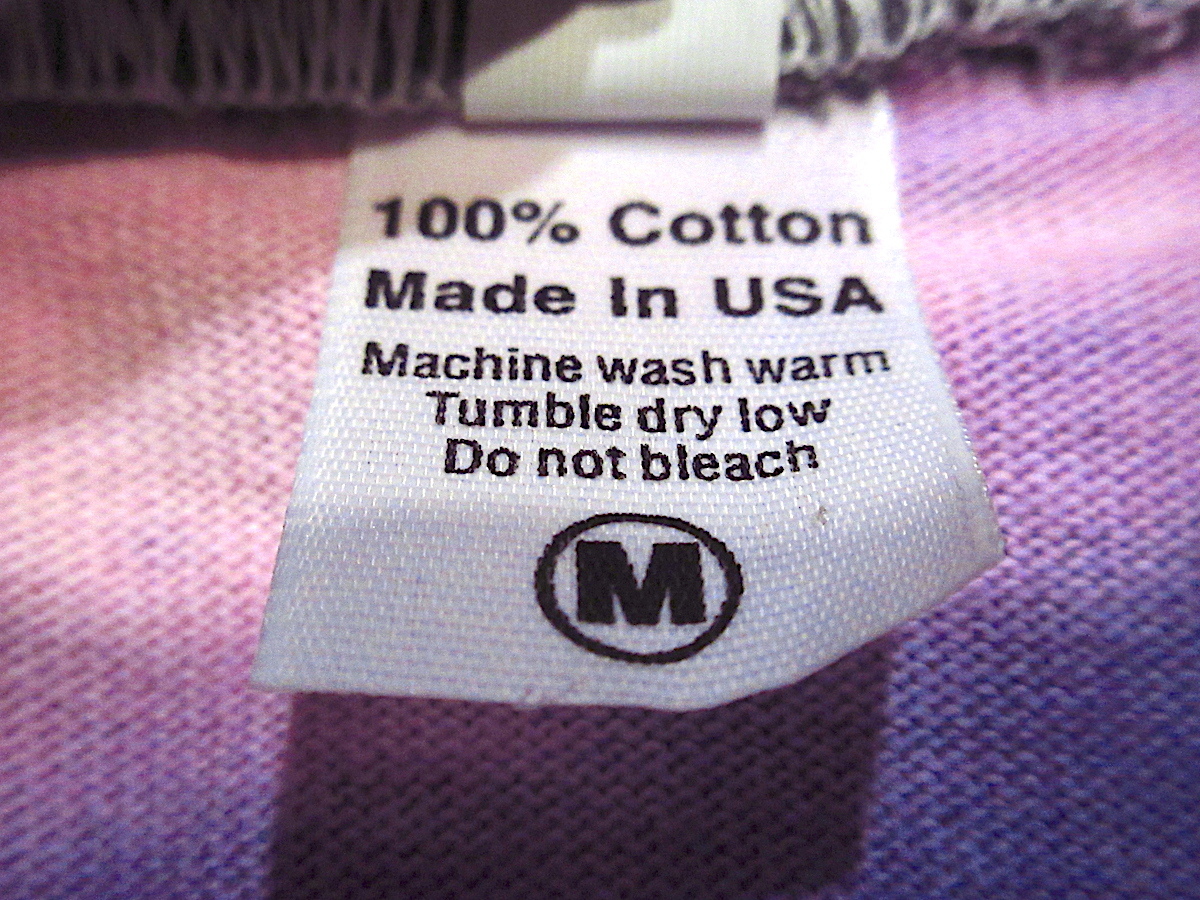 100% Cotton
Made In USA
Machine wash warm
Tumble dry low
Do not bleach
M